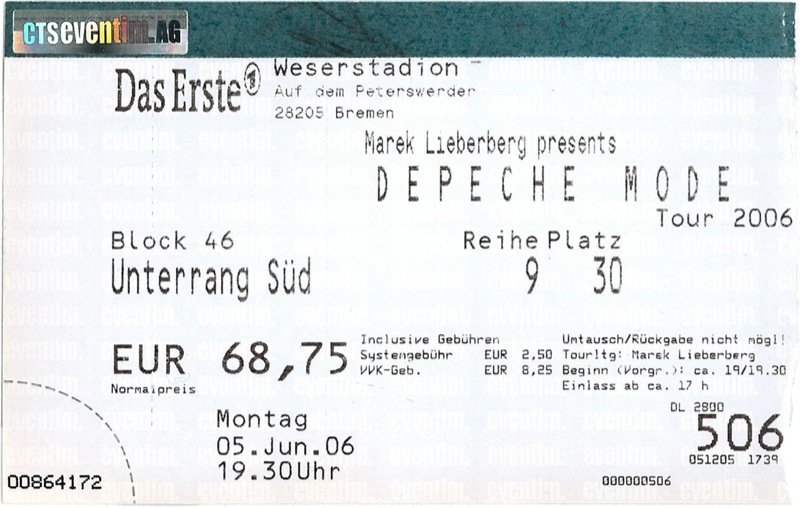 CTSeventim.AG
Das Erste
Weserstadion
Auf dem Peterswerder
28205 Bremen
Marek Lieberberg presents
DEPECHE MODE
Tour 2006
Block 46
Unterrang Süd
Reihe Platz
9 30
EUR 68,75
Normalpreis
Inclusive Gebühren
Systemgebühr EUR 2,50
VVK-Geb. EUR 8,25
Untausch/Rückgabe nicht mögl!
Tourltg: Marek Lieberberg
Beginn (Vorgr.): ca. 19/19.30
Einlass ab ca. 17 h
Montag
05.Jun.06
19.30Uhr
DL 2800
506
051205 1739
00864172
000000506